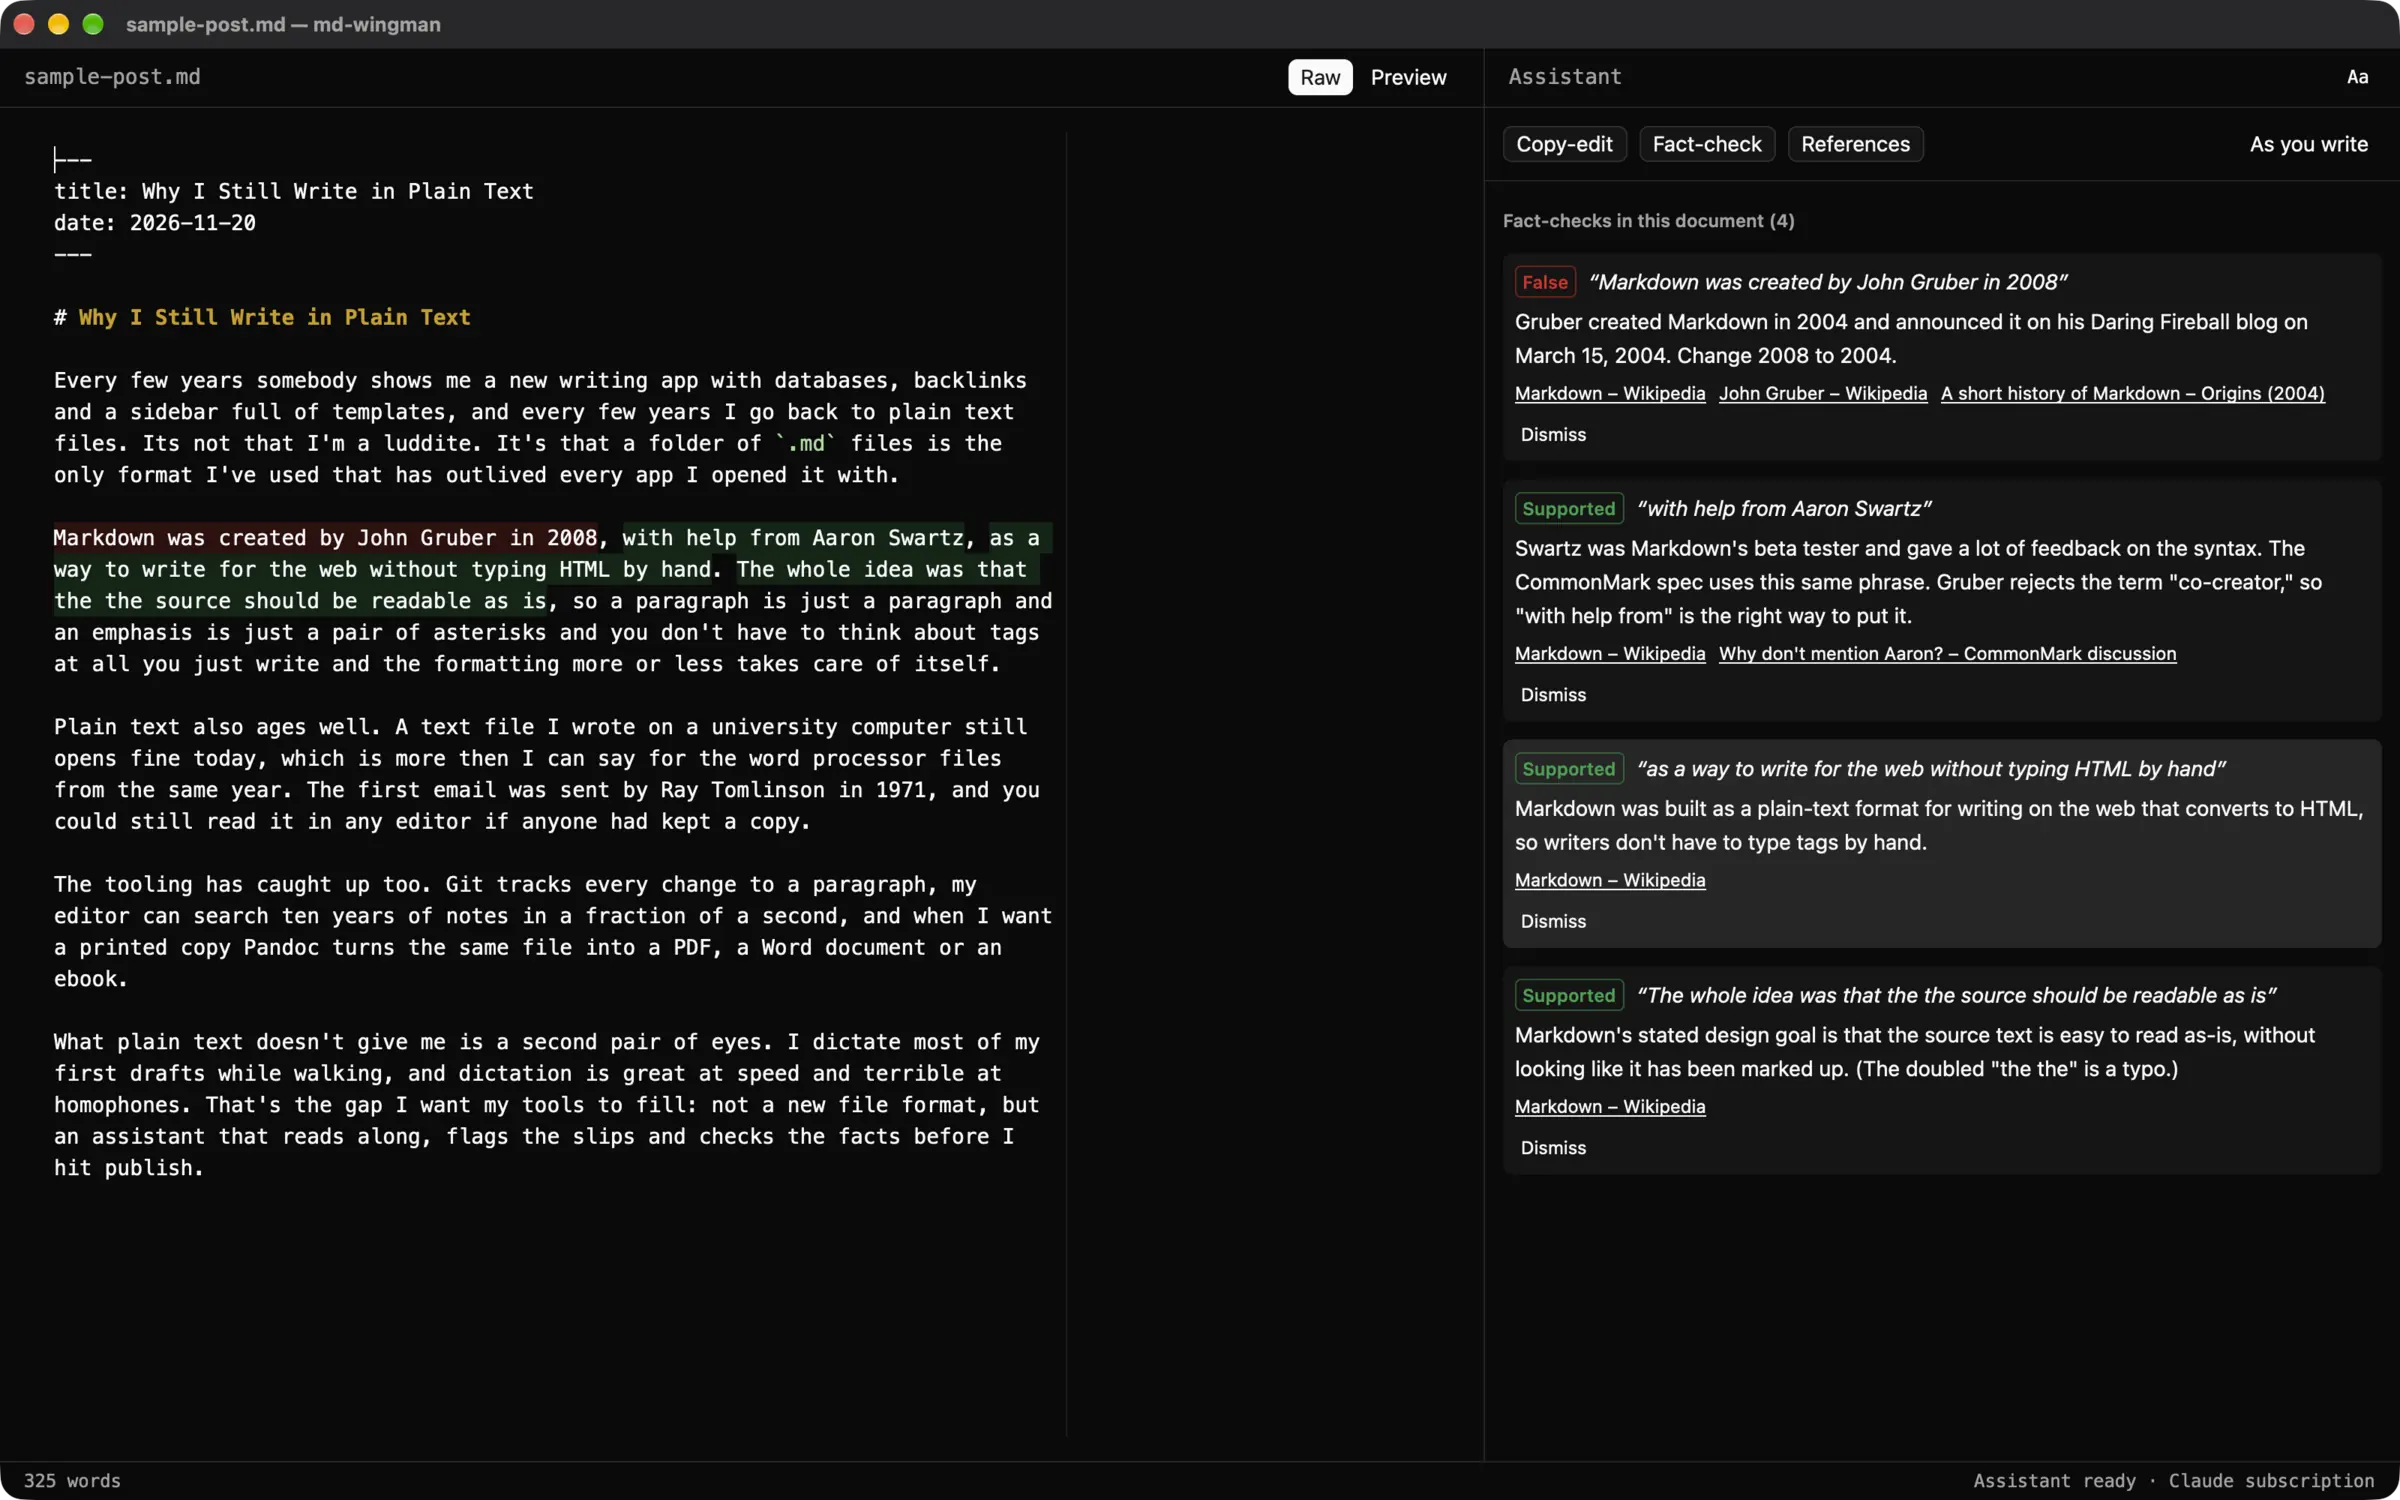 sample-post.md — md-wingman
sample-post.md
Raw
Preview
Assistant
Aa
---
title: Why I Still Write in Plain Text
date: 2026-11-20
---
# Why I Still Write in Plain Text
Every few years somebody shows me a new writing app with databases, backlinks
and a sidebar full of templates, and every few years I go back to plain text
files. Its not that I'm a luddite. It's that a folder of `.md` files is the
only format I've used that has outlived every app I opened it with.
Markdown was created by John Gruber in 2008, with help from Aaron Swartz, as a
way to write for the web without typing HTML by hand. The whole idea was that
the the source should be readable as is, so a paragraph is just a paragraph and
an emphasis is just a pair of asterisks and you don't have to think about tags
at all you just write and the formatting more or less takes care of itself.
Plain text also ages well. A text file I wrote on a university computer still
opens fine today, which is more then I can say for the word processor files
from the same year. The first email was sent by Ray Tomlinson in 1971, and you
could still read it in any editor if anyone had kept a copy.
The tooling has caught up too. Git tracks every change to a paragraph, my
editor can search ten years of notes in a fraction of a second, and when I want
a printed copy Pandoc turns the same file into a PDF, a Word document or an
ebook.
What plain text doesn't give me is a second pair of eyes. I dictate most of my
first drafts while walking, and dictation is great at speed and terrible at
homophones. That's the gap I want my tools to fill: not a new file format, but
an assistant that reads along, flags the slips and checks the facts before I
hit publish.
Copy-edit
Fact-check
References
As you write
Fact-checks in this document (4)
False “Markdown was created by John Gruber in 2008”
Gruber created Markdown in 2004 and announced it on his Daring Fireball blog on
March 15, 2004. Change 2008 to 2004.
Markdown – Wikipedia John Gruber – Wikipedia A short history of Markdown – Origins (2004)
Dismiss
Supported “with help from Aaron Swartz”
Swartz was Markdown's beta tester and gave a lot of feedback on the syntax. The
CommonMark spec uses this same phrase. Gruber rejects the term "co-creator," so
"with help from" is the right way to put it.
Markdown – Wikipedia Why don't mention Aaron? – CommonMark discussion
Dismiss
Supported “as a way to write for the web without typing HTML by hand”
Markdown was built as a plain-text format for writing on the web that converts to HTML,
so writers don't have to type tags by hand.
Markdown – Wikipedia
Dismiss
Supported “The whole idea was that the the source should be readable as is”
Markdown's stated design goal is that the source text is easy to read as-is, without
looking like it has been marked up. (The doubled "the the" is a typo.)
Markdown – Wikipedia
Dismiss
325 words
Assistant ready · Claude subscription